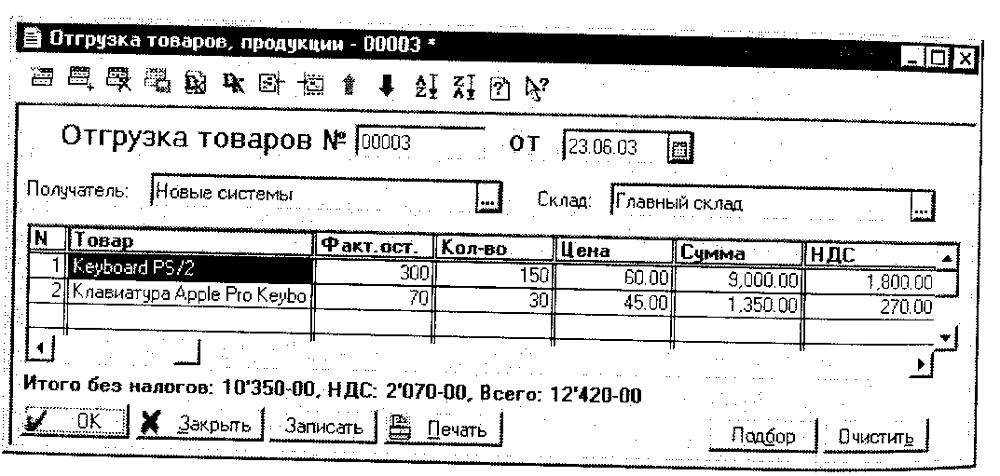 Отгрузка товаров, продукции - 00003 *
Отгрузка товаров № 00003 от 23.06.03
Получатель: Новые системы ... Склад: Главный склад ...
N Товар Факт.ост. Кол-во Цена Сумма НДС
1 Keyboard PS/2 300 150 60.00 9,000.00 1,800.00
2 Клавиатура Apple Pro Keybo 70 30 45.00 1,350.00 270.00
Итого без налогов: 10'350-00, НДС: 2'070-00, Всего: 12'420-00
OK Закрыть Записать Печать Подбор Очистить